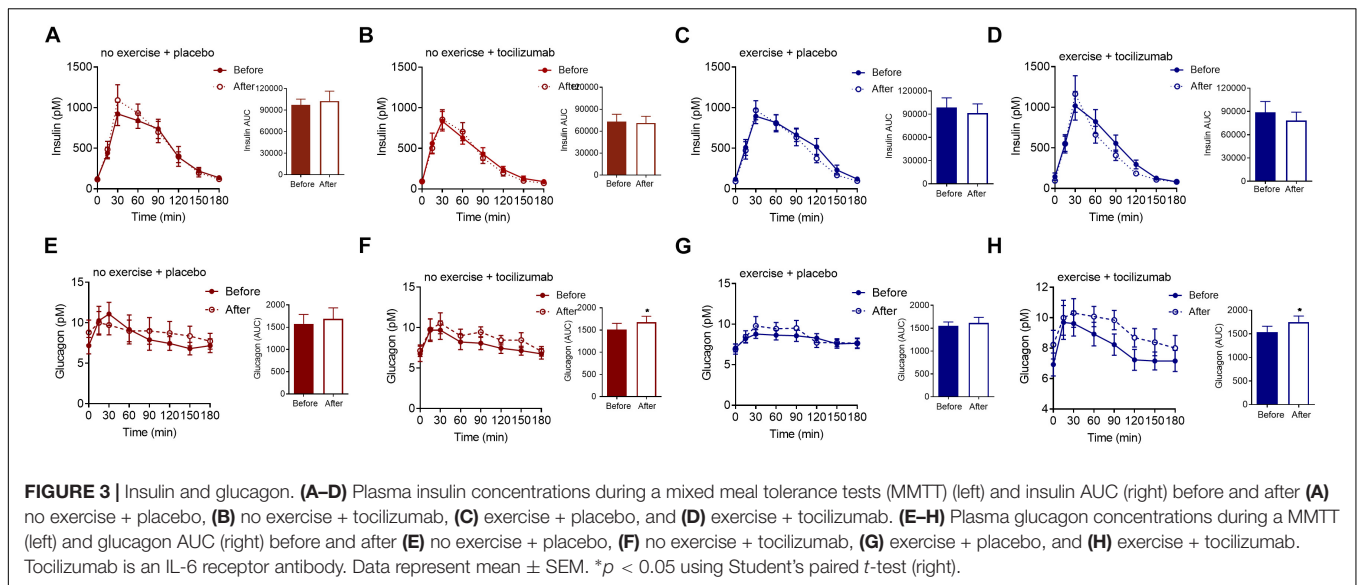 A
no exercise + placebo
Insulin (pM)
1500
1000
500
0
0 30 60 90 120 150 180
Time (min)
Before
After
Insulin AUC
120000
90000
60000
30000
0
Before After
B
no exericse + tocilizumab
Insulin (pM)
1500
1000
500
0
0 30 60 90 120 150 180
Time (min)
Before
After
Insulin AUC
120000
90000
60000
30000
0
Before After
C
exercise + placebo
Insulin (pM)
1500
1000
500
0
0 30 60 90 120 150 180
Time (min)
Before
After
Insulin AUC
120000
90000
60000
30000
0
Before After
D
exercise + tocilizumab
Insulin (pM)
1500
1000
500
0
0 30 60 90 120 150 180
Time (min)
Before
After
Insulin AUC
120000
90000
60000
30000
0
Before After
E
no exercise + placebo
Glucagon (pM)
15
10
5
0
0 30 60 90 120 150 180
Time (min)
Before
After
Glucagon (AUC)
2000
1500
1000
500
0
Before After
F
no exercise + tocilizumab
Glucagon (pM)
15
10
5
0
0 30 60 90 120 150 180
Time (min)
Before
After
Glucagon (AUC)
2000
1500
1000
500
0
*
Before After
G
exercise + placebo
Glucagon (pM)
15
10
5
0
0 30 60 90 120 150 180
Time (min)
Before
After
Glucagon (AUC)
2000
1500
1000
500
0
Before After
H
exercise + tocilizumab
Glucagon (pM)
12
10
8
6
4
0 30 60 90 120 150 180
Time (min)
Before
After
Glucagon (AUC)
2000
1500
1000
500
0
*
Before After
FIGURE 3 | Insulin and glucagon. (A–D) Plasma insulin concentrations during a mixed meal tolerance tests (MMTT) (left) and insulin AUC (right) before and after (A)
no exercise + placebo, (B) no exercise + tocilizumab, (C) exercise + placebo, and (D) exercise + tocilizumab. (E–H) Plasma glucagon concentrations during a MMTT
(left) and glucagon AUC (right) before and after (E) no exercise + placebo, (F) no exercise + tocilizumab, (G) exercise + placebo, and (H) exercise + tocilizumab.
Tocilizumab is an IL-6 receptor antibody. Data represent mean ± SEM. *p < 0.05 using Student's paired t-test (right).